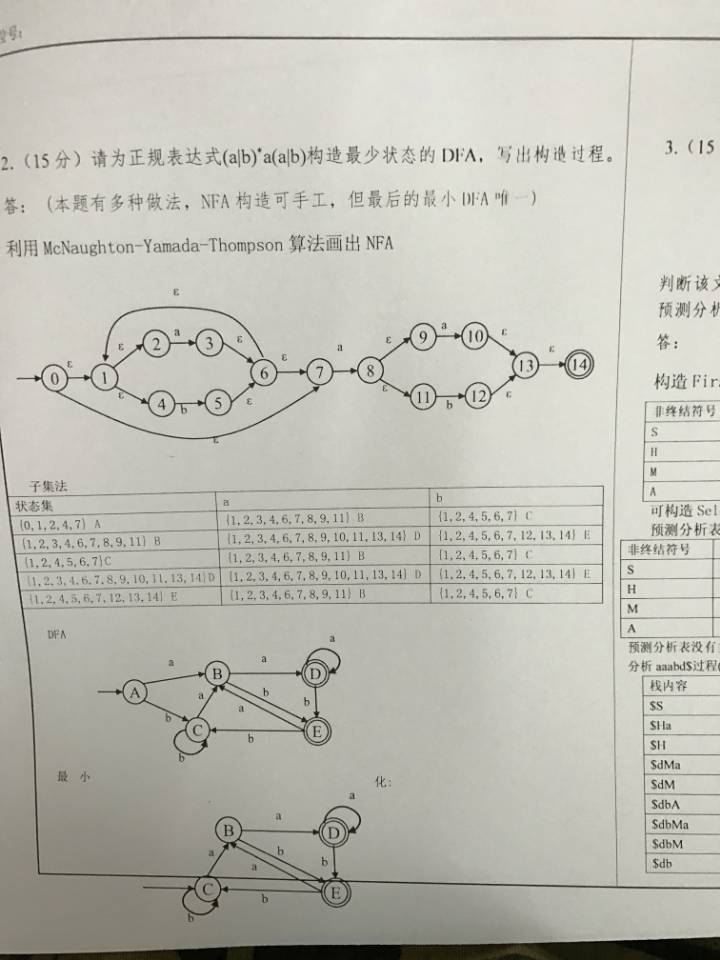 2.（15 分）请为正规表达式(a|b)*a(a|b)构造最少状态的 DFA，写出构造过程。
答：（本题有多种做法，NFA 构造可手工，但最后的最小 DFA 唯一）
利用 McNaughton-Yamada-Thompson 算法画出 NFA
ε
ε 2 a 3 ε ε 9 a 10 ε
0 ε 1 6 ε 7 a 8 13 ε 14
ε 4 b 5 ε ε 11 b 12 ε
ε
子集法
状态集 a b
{0,1,2,4,7} A {1,2,3,4,6,7,8,9,11} B {1,2,4,5,6,7} C
{1,2,3,4,6,7,8,9,11} B {1,2,3,4,6,7,8,9,10,11,13,14} D {1,2,4,5,6,7,12,13,14} E
{1,2,4,5,6,7}C {1,2,3,4,6,7,8,9,11} B {1,2,4,5,6,7} C
{1,2,3,4,6,7,8,9,10,11,13,14}D {1,2,3,4,6,7,8,9,10,11,13,14} D {1,2,4,5,6,7,12,13,14} E
{1,2,4,5,6,7,12,13,14} E {1,2,3,4,6,7,8,9,11} B {1,2,4,5,6,7} C
DFA
a
a B a D
A b b
b a a
C b E
b
最 小 化:
a
B a D
a b b
a
C b E
b
3.（15
判断该文
预测分析
答：
构造 Fir
非终结符号
S
H
M
A
可构造 Sel
预测分析表
非终结符号
S
H
M
A
预测分析表没有
分析 aaabd$过程(
栈内容
$S
$Ha
$H
$dMa
$dM
$dbA
$dbMa
$dbM
$db